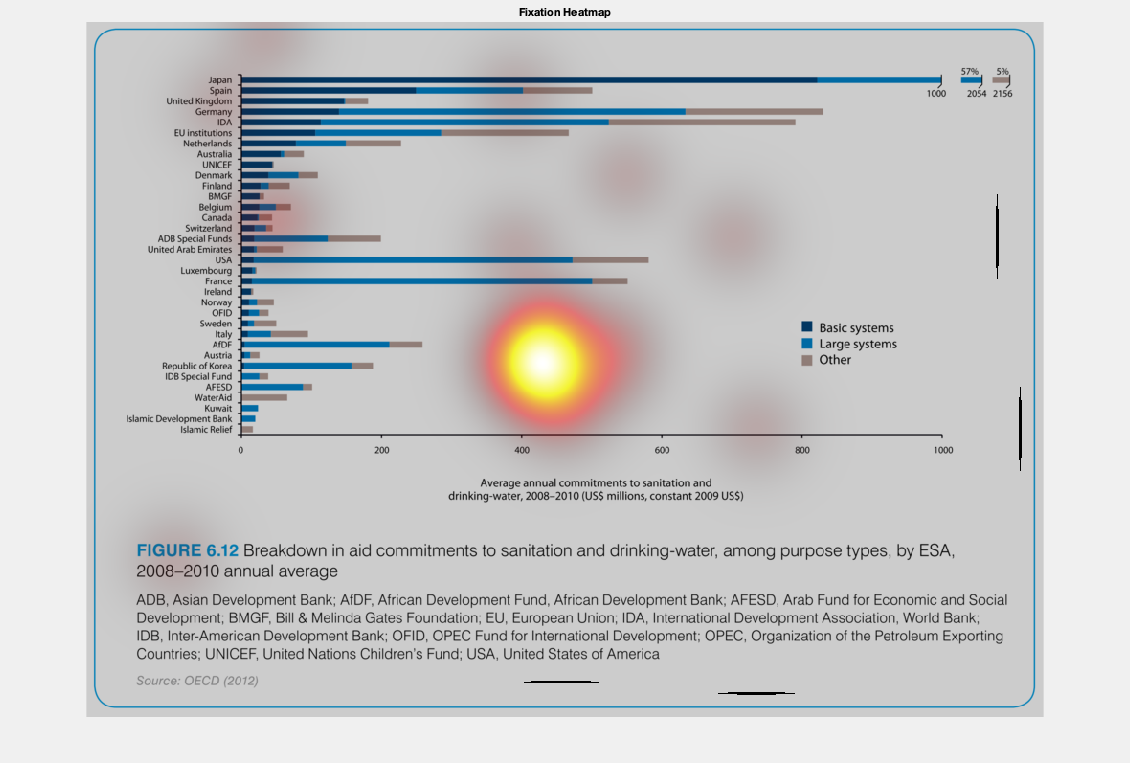 Fixation Heatmap
Japan
57%
5%
1000
2054
2156
Spain
United Kingdom
Germany
IDA
EU institutions
Netherlands
Australia
UNICEF
Denmark
Finland
BMGF
Belgium
Canada
Switzerland
ADB Special Funds
United Arab Emirates
USA
Luxembourg
France
Ireland
Norway
OFID
Sweden
Italy
AfDF
Austria
Republic of Korea
IDB Special Fund
AFESD
WaterAid
Kuwait
Islamic Development Bank
Islamic Relief
Basic systems
Large systems
Other
0 200 400 600 800 1000
Average annual commitments to sanitation and
drinking-water, 2008–2010 (US$ millions, constant 2009 US$)
FIGURE 6.12 Breakdown in aid commitments to sanitation and drinking-water, among purpose types, by ESA,
2008–2010 annual average
ADB, Asian Development Bank; AfDF, African Development Fund, African Development Bank; AFESD, Arab Fund for Economic and Social
Development; BMGF, Bill & Melinda Gates Foundation; EU, European Union; IDA, International Development Association, World Bank;
IDB, Inter-American Development Bank; OFID, OPEC Fund for International Development; OPEC, Organization of the Petroleum Exporting
Countries; UNICEF, United Nations Children's Fund; USA, United States of America
Source: OECD (2012)